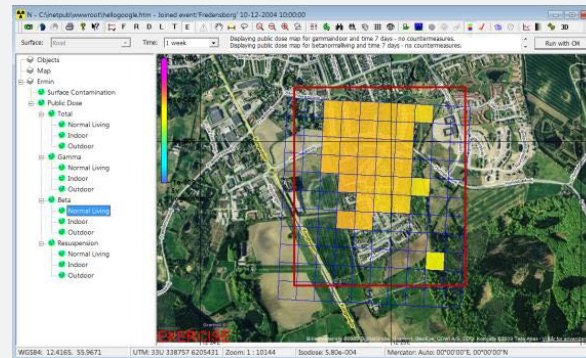 N - C:\netpub\wwwroot\hellogoogle.htm - Joined event 'Fredensborg' 10-12-2004 10:00:00
F R D L T E 3D
Surface: Road Time: 1 week Displaying public dose map for gammaindoor and time 7 days - no countermeasures.
Displaying public dose map for betanormalliving and time 7 days - no countermeasures. Run with CM
Objects
Map
Ermin
Surface Contamination
Public Dose
Total
Normal Living
Indoor
Outdoor
Gamma
Normal Living
Indoor
Outdoor
Beta
Normal Living
Indoor
Outdoor
Resuspension
Normal Living
Indoor
Outdoor
EXERCISE
WGS84: 12.4165, 55.9671 UTM: 33U 338757 6205431 Zoom: 1 : 10144 Isodose: 5.80e-004 Mercator: Auto: 00°00'00"E, 00°00'00"N